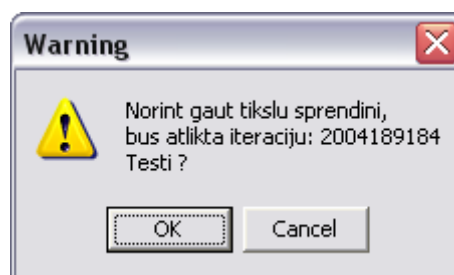 Warning
Norint gaut tikslu sprendini,
bus atlikta iteraciju: 2004189184
Testi ?
OK Cancel